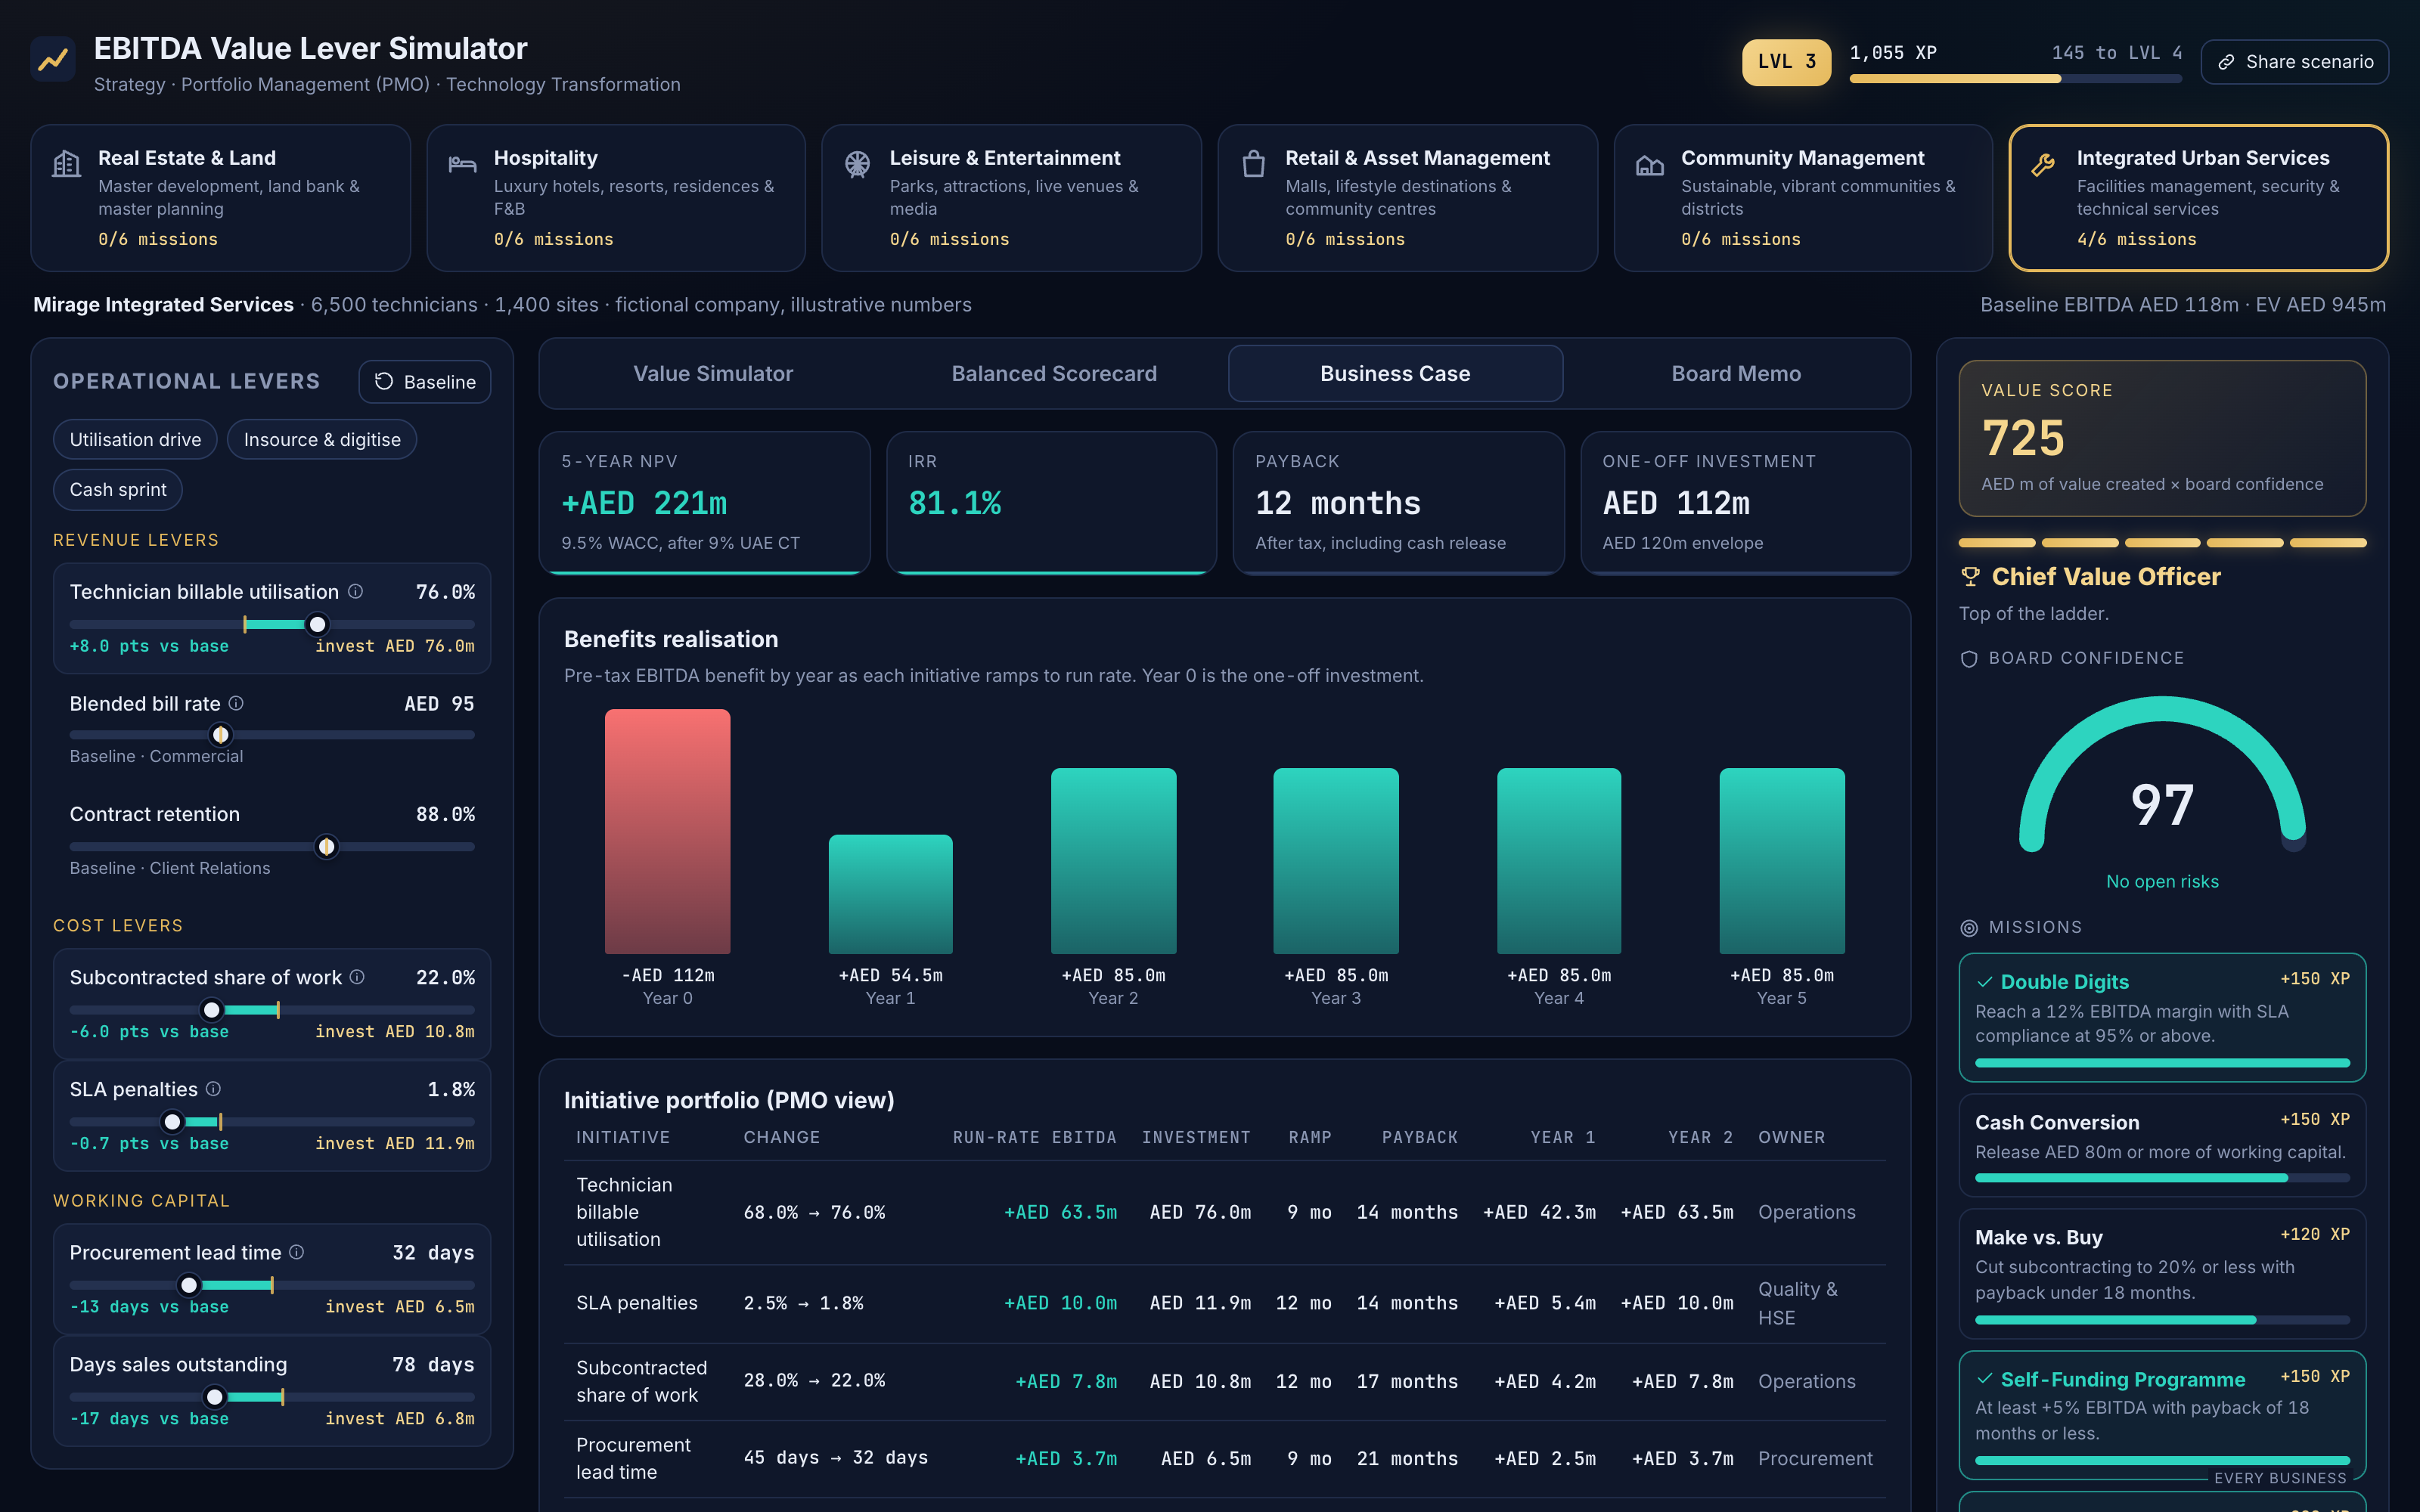 EBITDA Value Lever Simulator
Strategy · Portfolio Management (PMO) · Technology Transformation
LVL 3
1,055 XP
145 to LVL 4
Share scenario
Real Estate & Land
Master development, land bank &
master planning
0/6 missions
Hospitality
Luxury hotels, resorts, residences &
F&B
0/6 missions
Leisure & Entertainment
Parks, attractions, live venues &
media
0/6 missions
Retail & Asset Management
Malls, lifestyle destinations &
community centres
0/6 missions
Community Management
Sustainable, vibrant communities &
districts
0/6 missions
Integrated Urban Services
Facilities management, security &
technical services
4/6 missions
Mirage Integrated Services · 6,500 technicians · 1,400 sites · fictional company, illustrative numbers
Baseline EBITDA AED 118m · EV AED 945m
OPERATIONAL LEVERS
Baseline
Utilisation drive
Insource & digitise
Cash sprint
REVENUE LEVERS
Technician billable utilisation
76.0%
+8.0 pts vs base
invest AED 76.0m
Blended bill rate
AED 95
Baseline · Commercial
Contract retention
88.0%
Baseline · Client Relations
COST LEVERS
Subcontracted share of work
22.0%
-6.0 pts vs base
invest AED 10.8m
SLA penalties
1.8%
-0.7 pts vs base
invest AED 11.9m
WORKING CAPITAL
Procurement lead time
32 days
-13 days vs base
invest AED 6.5m
Days sales outstanding
78 days
-17 days vs base
invest AED 6.8m
Value Simulator
Balanced Scorecard
Business Case
Board Memo
5-YEAR NPV
+AED 221m
9.5% WACC, after 9% UAE CT
IRR
81.1%
PAYBACK
12 months
After tax, including cash release
ONE-OFF INVESTMENT
AED 112m
AED 120m envelope
Benefits realisation
Pre-tax EBITDA benefit by year as each initiative ramps to run rate. Year 0 is the one-off investment.
-AED 112m
Year 0
+AED 54.5m
Year 1
+AED 85.0m
Year 2
+AED 85.0m
Year 3
+AED 85.0m
Year 4
+AED 85.0m
Year 5
Initiative portfolio (PMO view)
INITIATIVE CHANGE RUN-RATE EBITDA INVESTMENT RAMP PAYBACK YEAR 1 YEAR 2 OWNER
Technician
billable
utilisation
68.0% → 76.0% +AED 63.5m AED 76.0m 9 mo 14 months +AED 42.3m +AED 63.5m Operations
SLA penalties 2.5% → 1.8% +AED 10.0m AED 11.9m 12 mo 14 months +AED 5.4m +AED 10.0m Quality &
HSE
Subcontracted
share of work
28.0% → 22.0% +AED 7.8m AED 10.8m 12 mo 17 months +AED 4.2m +AED 7.8m Operations
Procurement
lead time
45 days → 32 days +AED 3.7m AED 6.5m 9 mo 21 months +AED 2.5m +AED 3.7m Procurement
VALUE SCORE
725
AED m of value created × board confidence
Chief Value Officer
Top of the ladder.
BOARD CONFIDENCE
97
No open risks
MISSIONS
Double Digits
+150 XP
Reach a 12% EBITDA margin with SLA
compliance at 95% or above.
Cash Conversion
+150 XP
Release AED 80m or more of working capital.
Make vs. Buy
+120 XP
Cut subcontracting to 20% or less with
payback under 18 months.
Self-Funding Programme
+150 XP
At least +5% EBITDA with payback of 18
months or less.
EVERY BUSINESS